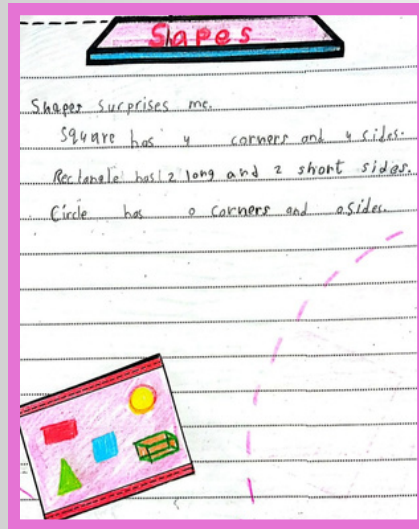 Sapes
Shapes surprises me.
Square has 4 corners and 4 sides.
Rectangle has 2 long and 2 short sides.
Circle has 0 corners and 0 sides.